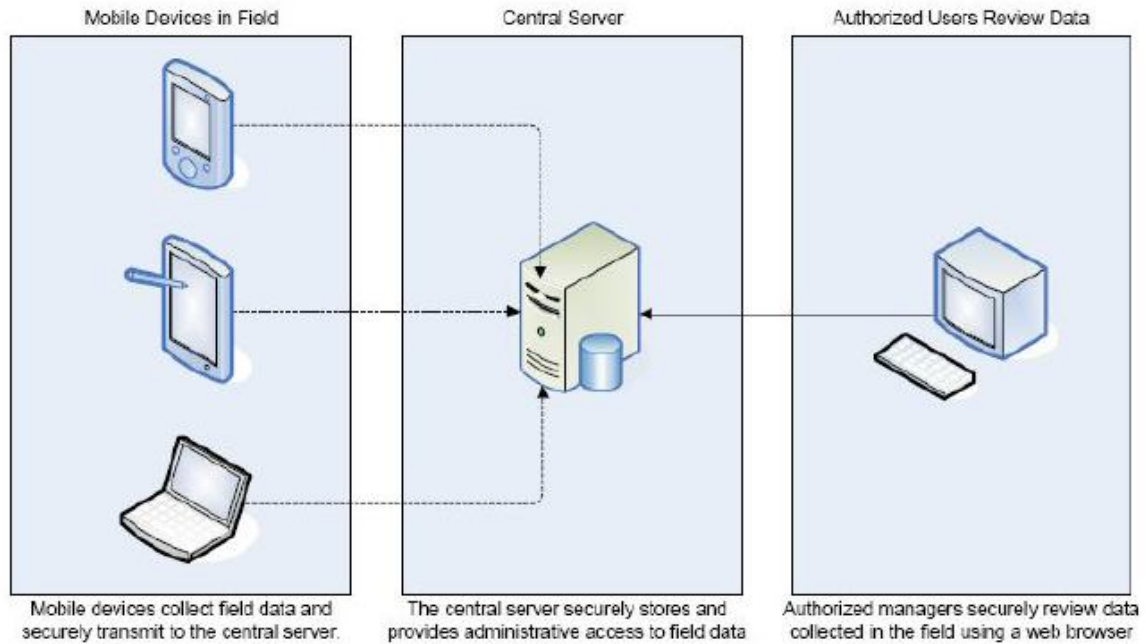 Mobile Devices in Field
Central Server
Authorized Users Review Data
Mobile devices collect field data and
securely transmit to the central server.
The central server securely stores and
provides administrative access to field data
Authorized managers securely review data
collected in the field using a web browser